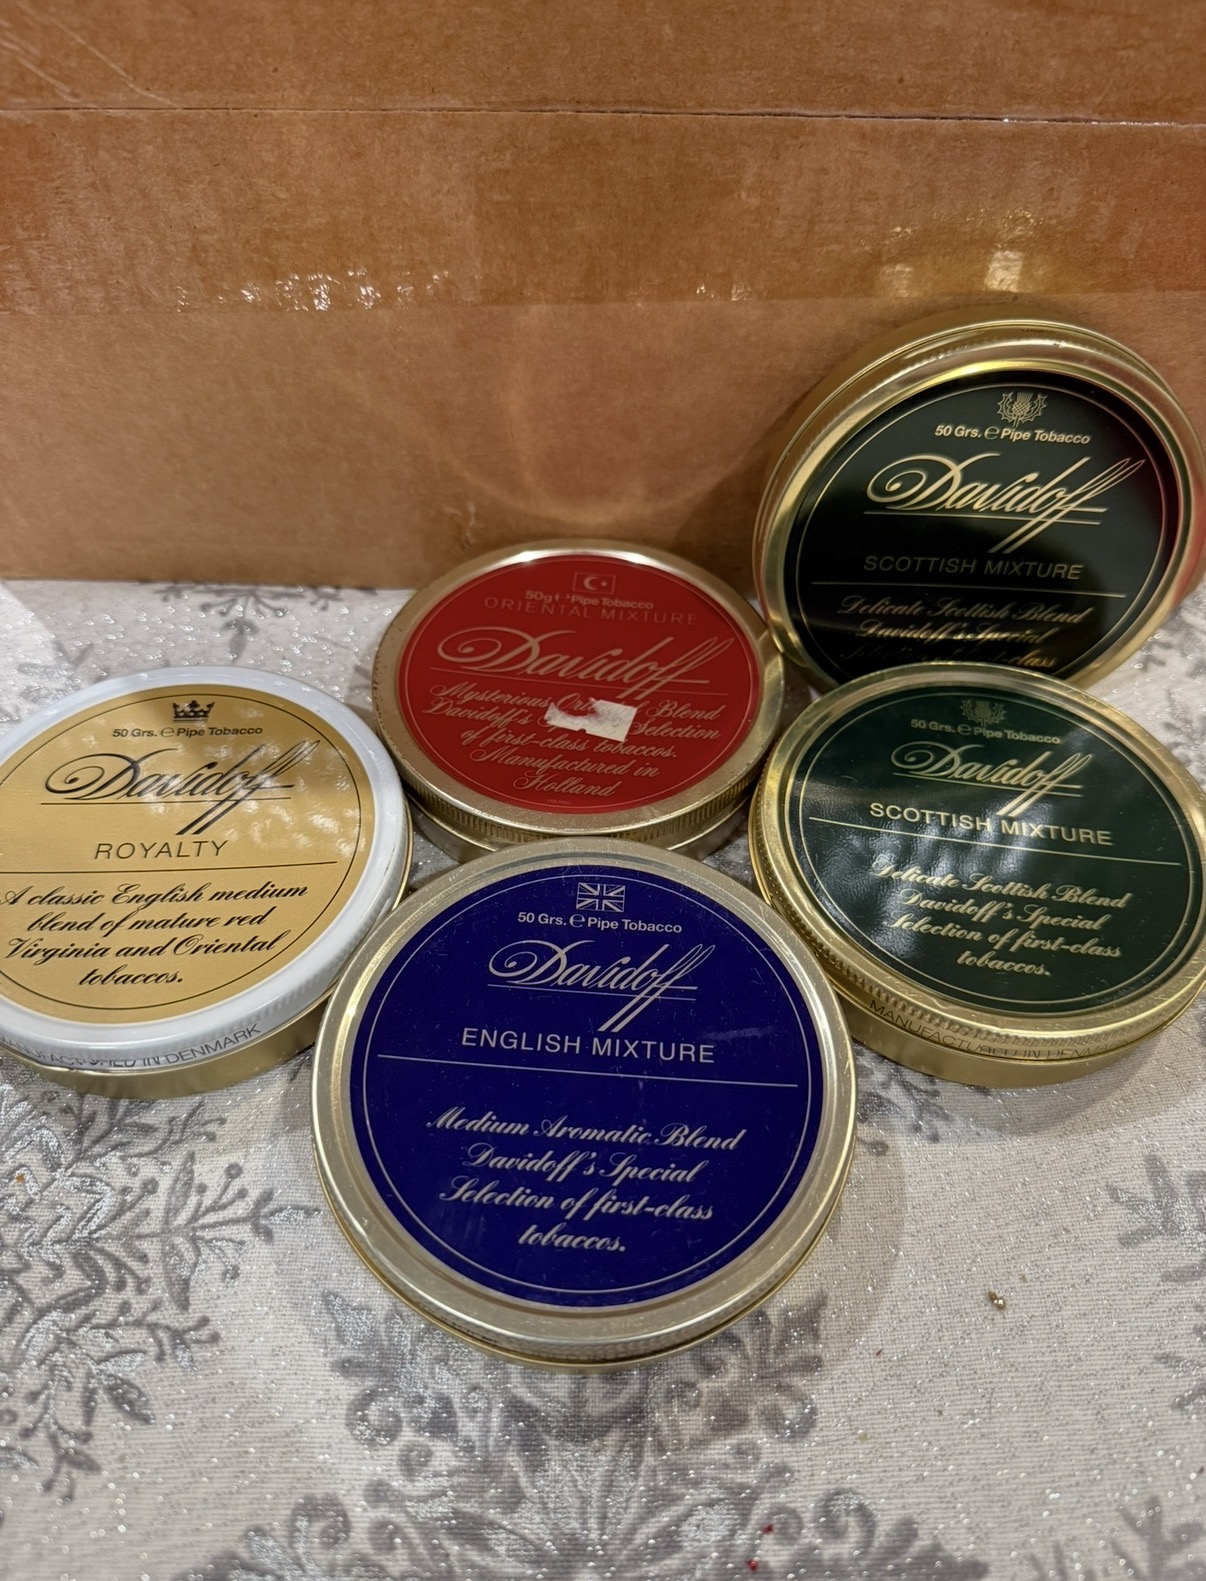 50 Grs. ℮ Pipe Tobacco
Davidoff
SCOTTISH MIXTURE
Delicate Scottish Blend
Davidoff's Special
50g ℮ Pipe Tobacco
ORIENTAL MIXTURE
Davidoff
Mysterious Blend
Davidoff's Selection
of first-class tobaccos.
Manufactured in
Holland
50 Grs. ℮ Pipe Tobacco
Davidoff
ROYALTY
A classic English medium
blend of mature red
Virginia and Oriental
tobaccos.
MANUFACTURED IN DENMARK
50 Grs. ℮ Pipe Tobacco
Davidoff
SCOTTISH MIXTURE
Delicate Scottish Blend
Davidoff's Special
Selection of first-class
tobaccos.
MANUFACTURED IN DENMARK
50 Grs. ℮ Pipe Tobacco
Davidoff
ENGLISH MIXTURE
Medium Aromatic Blend
Davidoff's Special
Selection of first-class
tobaccos.